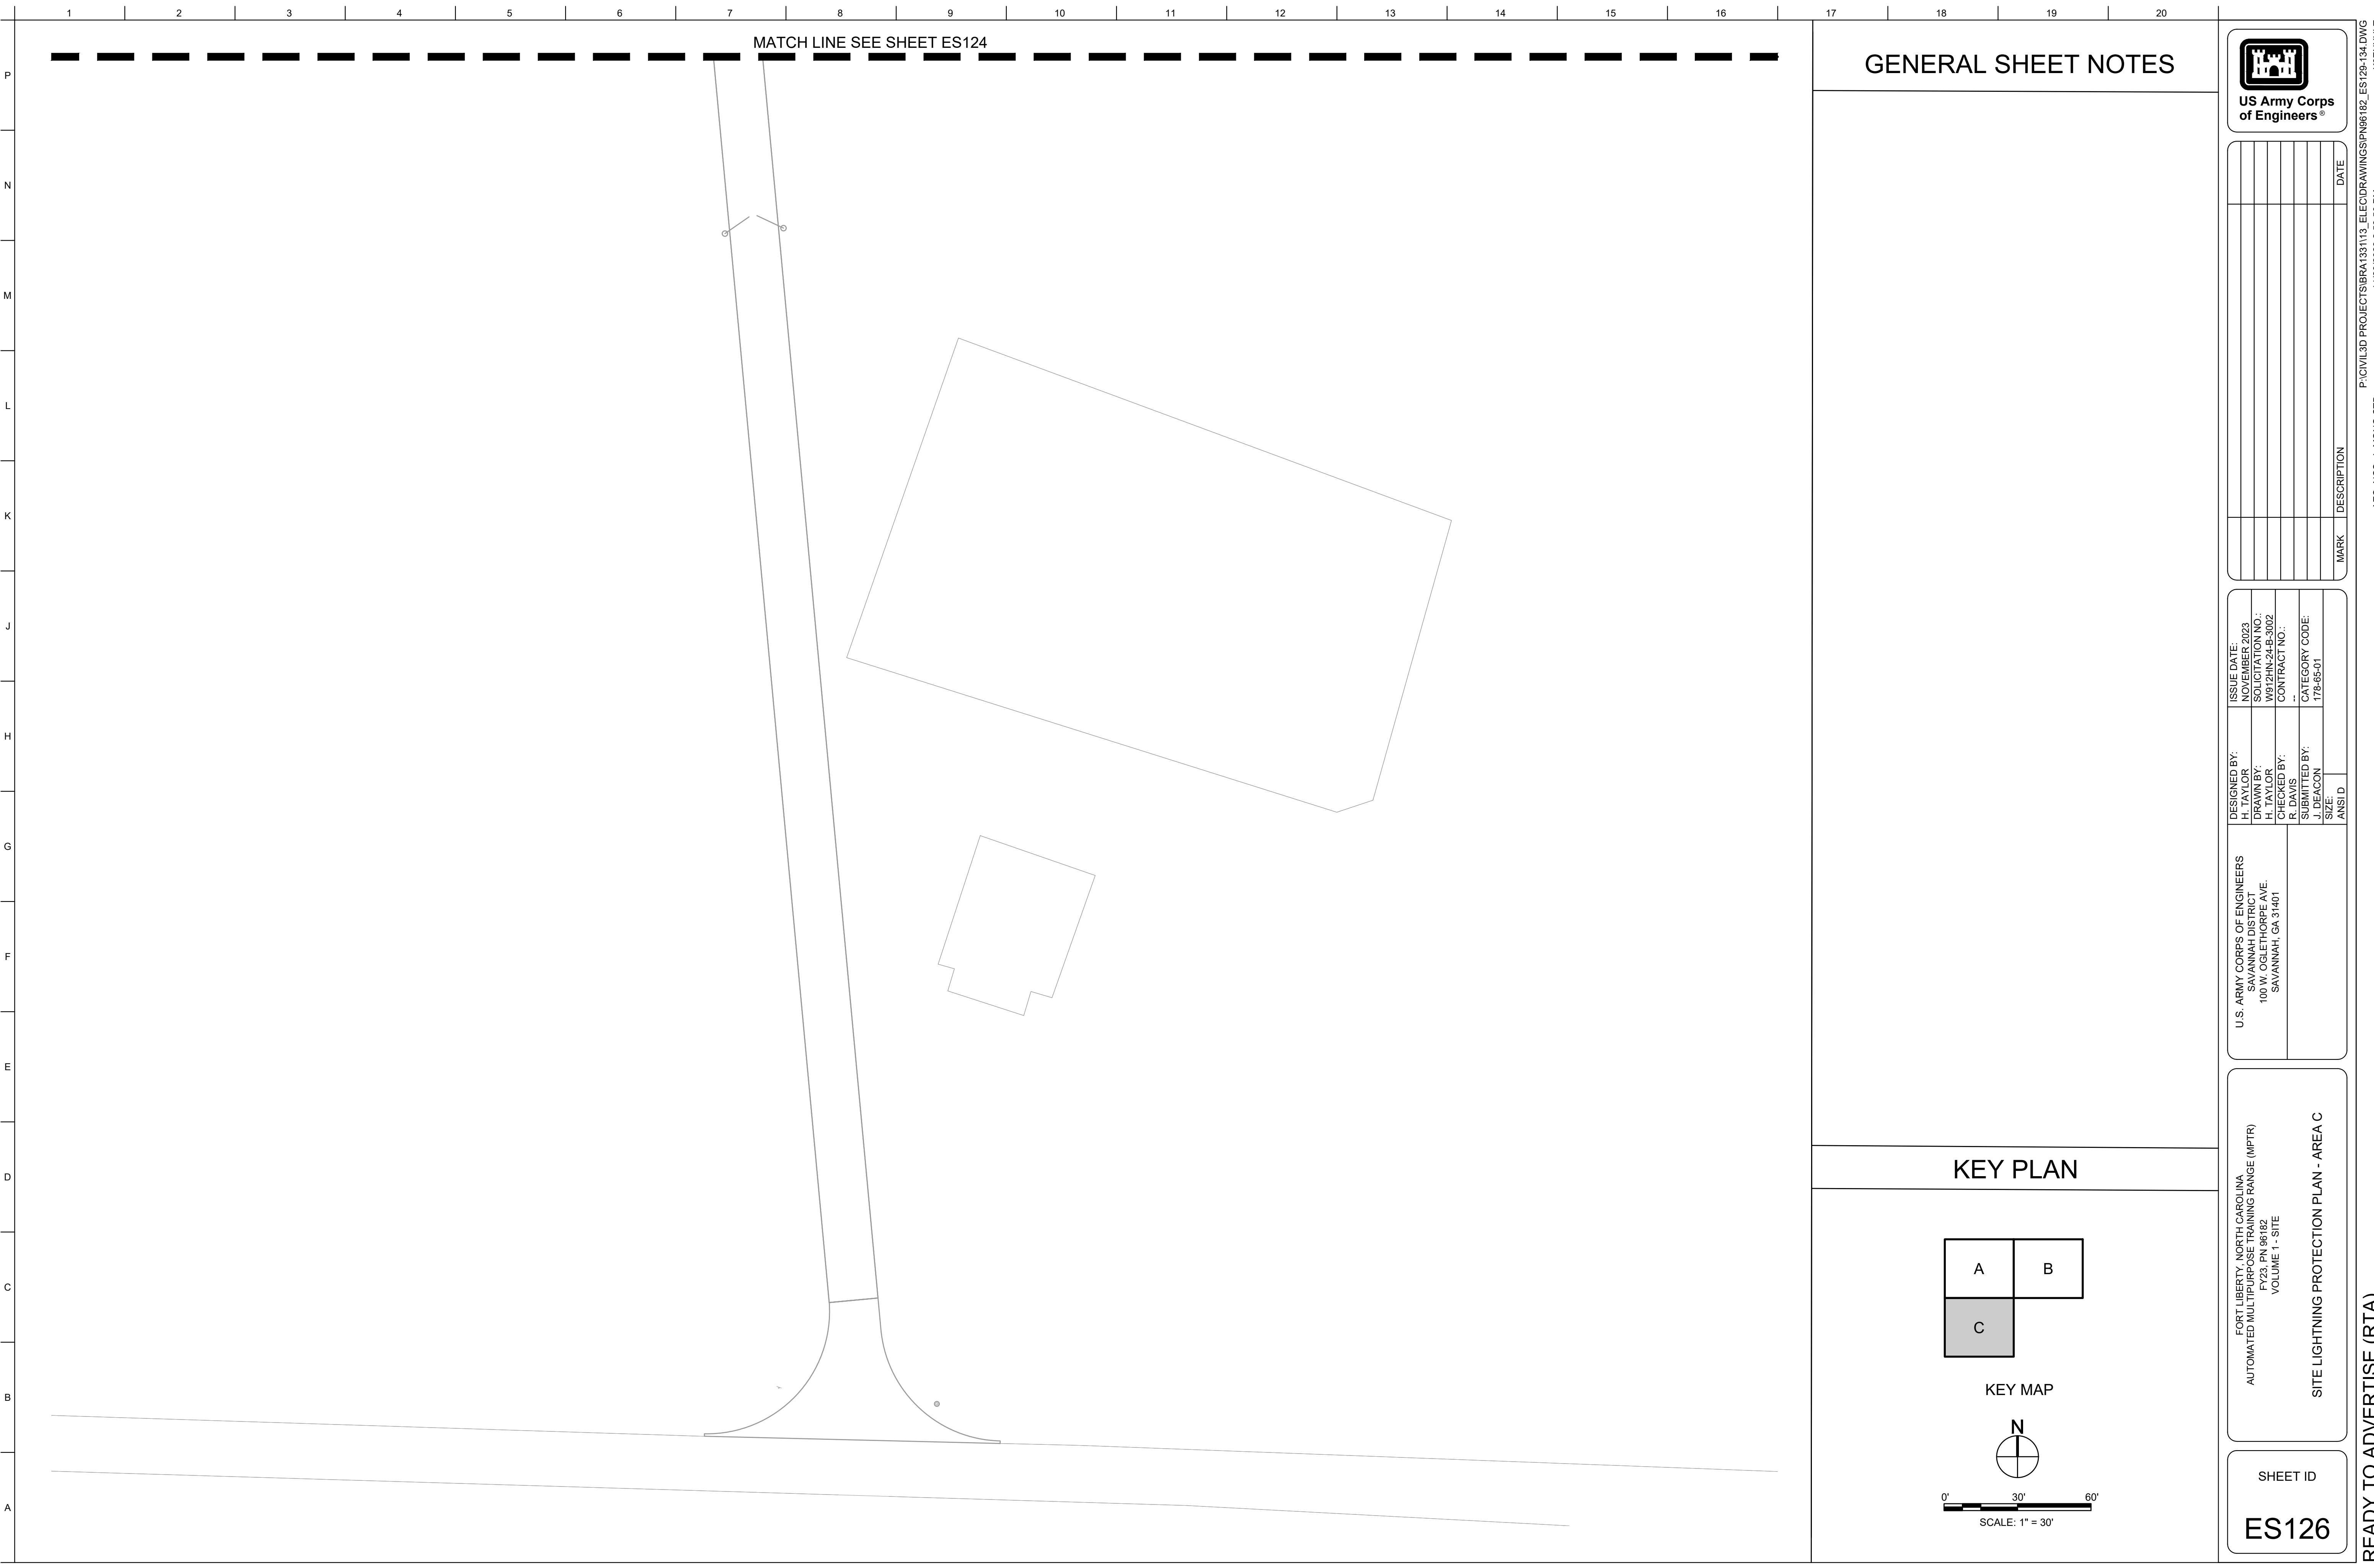 1 2 3 4 5 6 7 8 9 10 11 12 13 14 15 16 17 18 19 20
P
N
M
L
K
J
H
G
F
E
D
C
B
A
MATCH LINE SEE SHEET ES124
GENERAL SHEET NOTES
KEY PLAN
A B
C
KEY MAP
N
0' 30' 60'
SCALE: 1" = 30'
US Army Corps
of Engineers®
DATE
DESCRIPTION
MARK
ISSUE DATE:
NOVEMBER 2023
SOLICITATION NO.:
W912HN-24-B-3002
CONTRACT NO.:
--
CATEGORY CODE:
178-65-01
DESIGNED BY:
H. TAYLOR
DRAWN BY:
H. TAYLOR
CHECKED BY:
R. DAVIS
SUBMITTED BY:
J. DEACON
SIZE:
ANSI D
U.S. ARMY CORPS OF ENGINEERS
SAVANNAH DISTRICT
100 W. OGLETHORPE AVE.
SAVANNAH, GA 31401
FORT LIBERTY, NORTH CAROLINA
AUTOMATED MULTIPURPOSE TRAINING RANGE (MPTR)
FY23, PN 96182
VOLUME 1 - SITE
SITE LIGHTNING PROTECTION PLAN - AREA C
SHEET ID
ES126
P:\CIVIL3D PROJECTS\BRA1331\13_ELEC\DRAWINGS\PN96182_ES129-134.DWG
READY TO ADVERTISE (RTA)